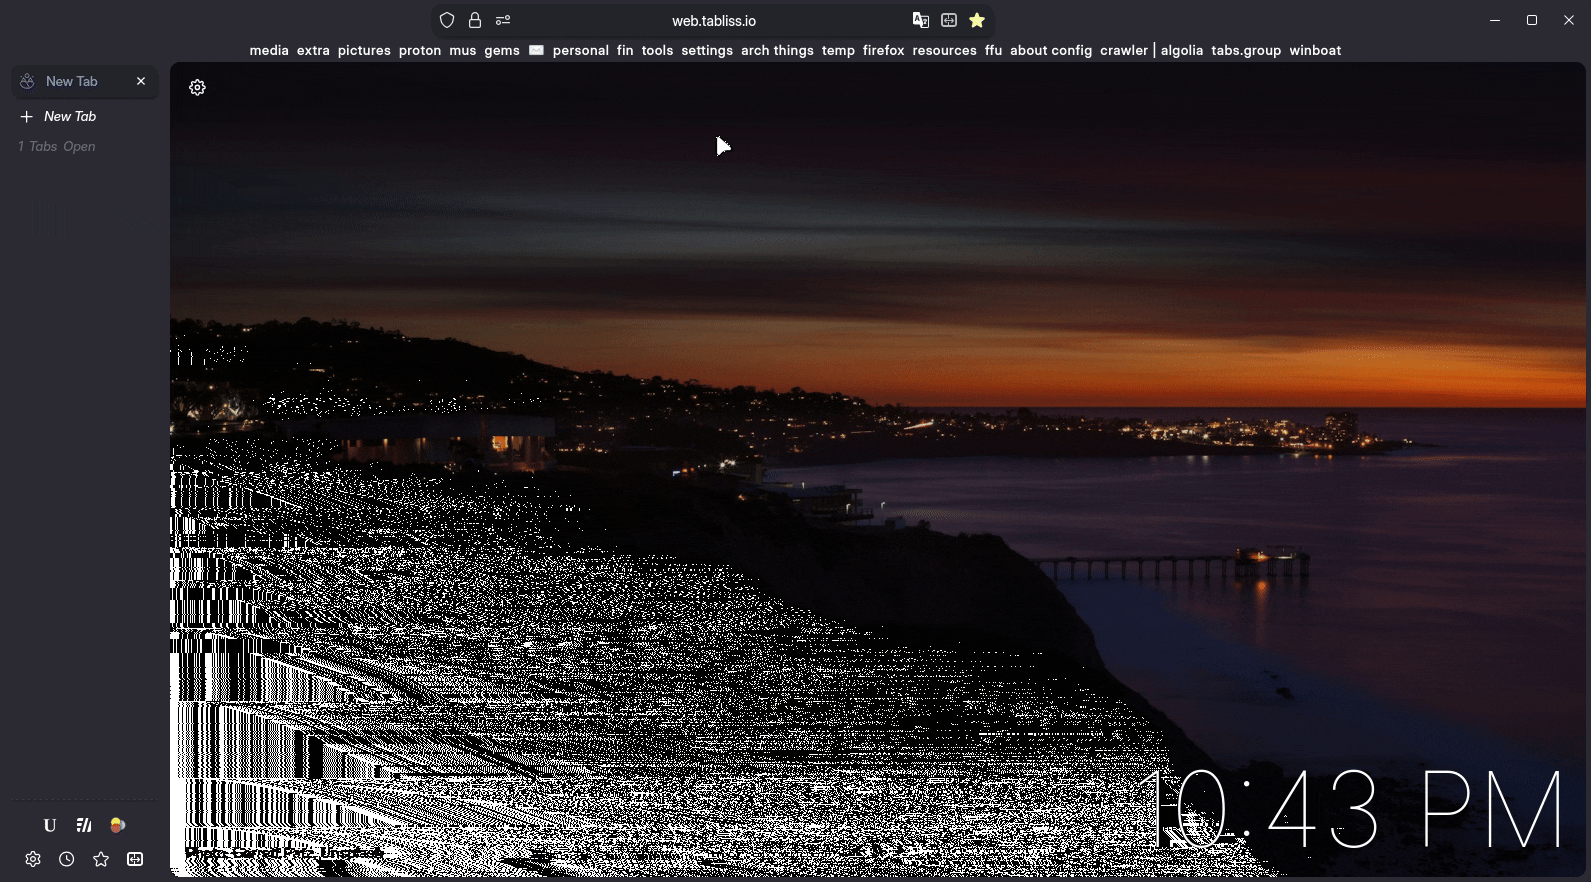 web.tabliss.io
media extra pictures proton mus gems ✉️ personal fin tools settings arch things temp firefox resources ffu about config crawler | algolia tabs.group winboat
New Tab
New Tab
1 Tabs Open
U
10:43 PM